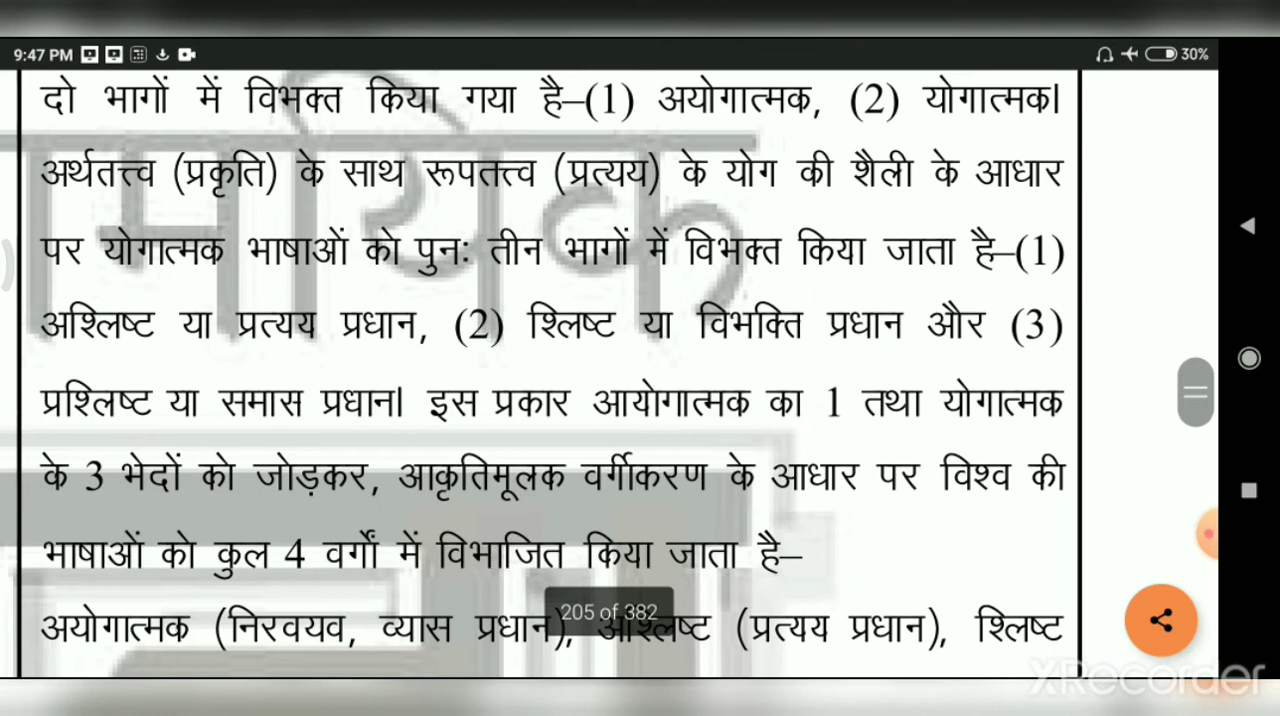 9:47 PM 30%
दो भागों में विभक्त किया गया है–(1) अयोगात्मक, (2) योगात्मक।
अर्थतत्त्व (प्रकृति) के साथ रूपतत्त्व (प्रत्यय) के योग की शैली के आधार
पर योगात्मक भाषाओं को पुनः तीन भागों में विभक्त किया जाता है–(1)
अश्लिष्ट या प्रत्यय प्रधान, (2) श्लिष्ट या विभक्ति प्रधान और (3)
प्रश्लिष्ट या समास प्रधान। इस प्रकार आयोगात्मक का 1 तथा योगात्मक
के 3 भेदों को जोड़कर, आकृतिमूलक वर्गीकरण के आधार पर विश्व की
भाषाओं को कुल 4 वर्गों में विभाजित किया जाता है–
205 of 382
अयोगात्मक (निरवयव, व्यास प्रधान), अश्लिष्ट (प्रत्यय प्रधान), श्लिष्ट
XRecorder